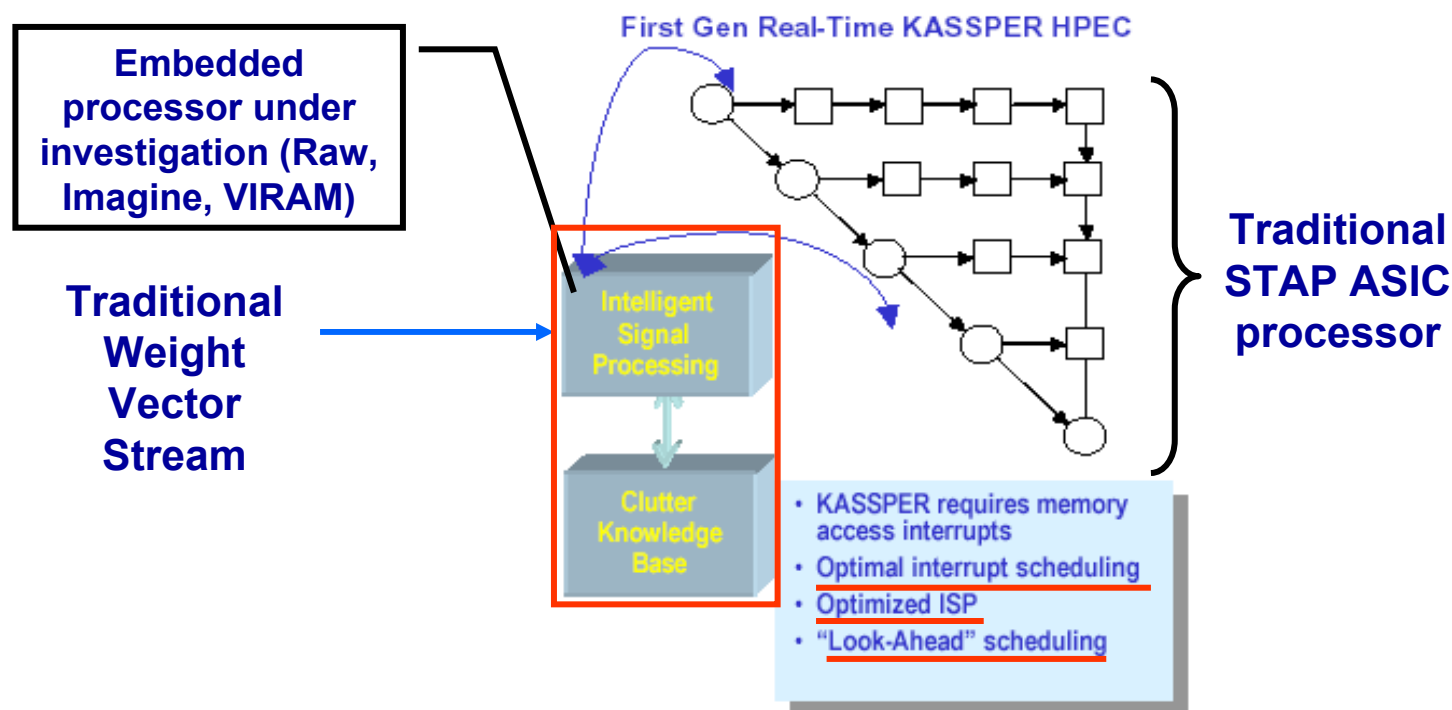 First Gen Real-Time KASSPER HPEC
Embedded
processor under
investigation (Raw,
Imagine, VIRAM)
Traditional
Weight
Vector
Stream
Intelligent
Signal
Processing
Clutter
Knowledge
Base
Traditional
STAP ASIC
processor
• KASSPER requires memory
access interrupts
• Optimal interrupt scheduling
• Optimized ISP
• “Look-Ahead” scheduling